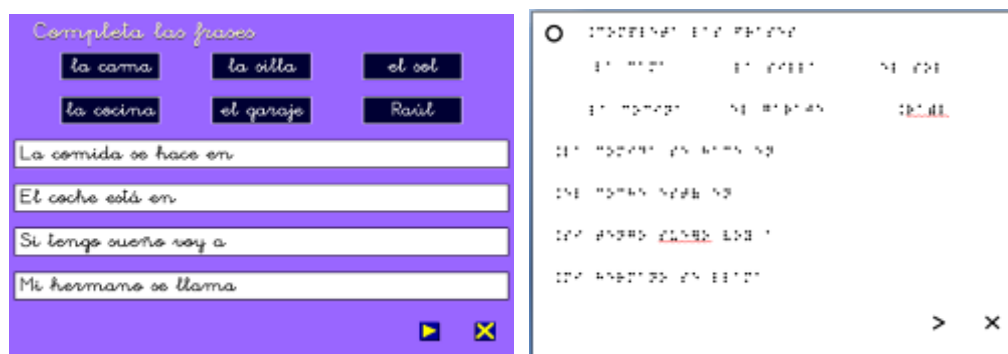 Completa las frases
la cama la silla el sol
la cocina el garaje Raúl
La comida se hace en
El coche está en
Si tengo sueño voy a
Mi hermano se llama
⠨⠉⠕⠍⠏⠇⠑⠞⠁ ⠇⠁⠎ ⠋⠗⠁⠎⠑⠎
⠇⠁ ⠉⠁⠍⠁ ⠇⠁ ⠎⠊⠇⠇⠁ ⠑⠇ ⠎⠕⠇
⠇⠁ ⠉⠕⠉⠊⠝⠁ ⠑⠇ ⠛⠁⠗⠁⠚⠑ ⠨⠗⠁⠾⠇
⠨⠇⠁ ⠉⠕⠍⠊⠙⠁ ⠎⠑ ⠓⠁⠉⠑ ⠑⠝
⠨⠑⠇ ⠉⠕⠉⠓⠑ ⠑⠎⠞⠷ ⠑⠝
⠨⠎⠊ ⠞⠑⠝⠛⠕ ⠎⠥⠑⠻⠕ ⠧⠕⠽ ⠁
⠨⠍⠊ ⠓⠑⠗⠍⠁⠝⠕ ⠎⠑ ⠇⠇⠁⠍⠁